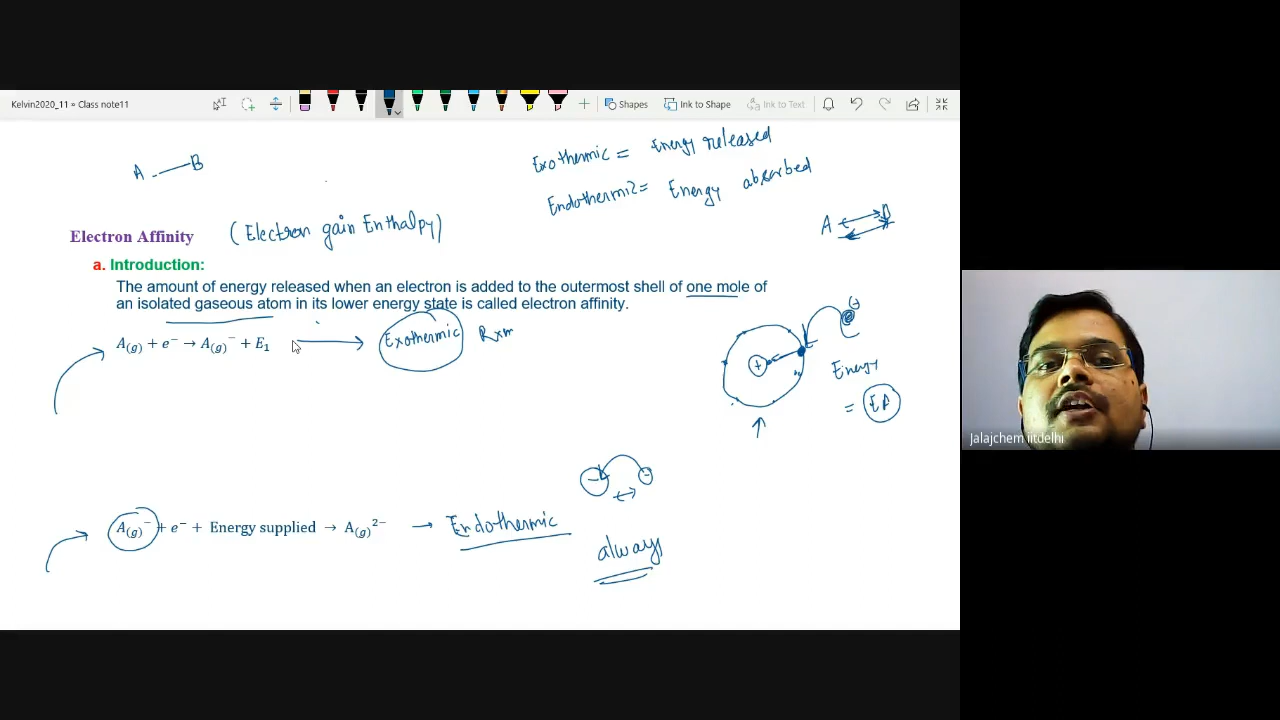 Kelvin2020_11 » Class note11
Shapes
Ink to Shape
Ink to Text
A
B
Exothermic = Energy released
Endothermic = Energy absorbed
Electron Affinity (Electron gain Enthalpy)
A B
a. Introduction:
The amount of energy released when an electron is added to the outermost shell of one mole of
an isolated gaseous atom in its lower energy state is called electron affinity.
A(g) + e⁻ → A(g)⁻ + E₁ → Exothermic Rxn
+
Energy
= EA
- -
A(g)⁻ + e⁻ + Energy supplied → A(g)²⁻ → Endothermic
always
Jalajchem iitdelhi